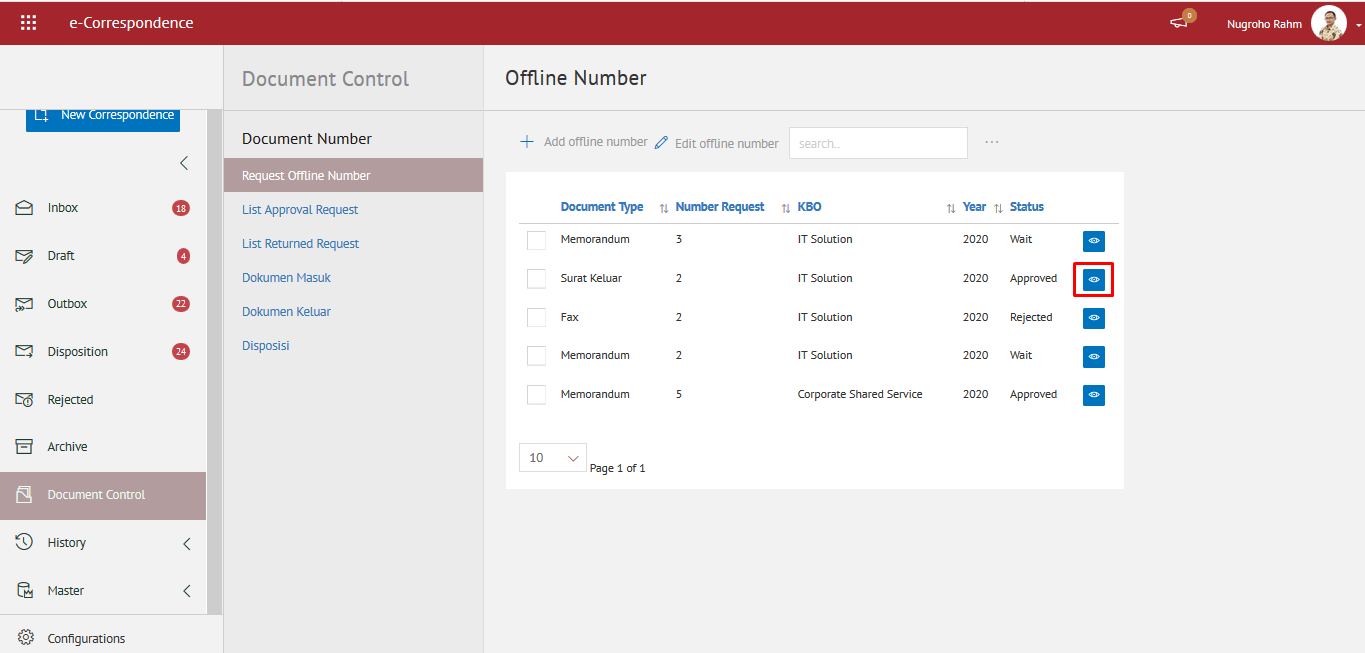 e-Correspondence
0
Nugroho Rahm
Document Control
Offline Number
New Correspondence
Inbox 18
Draft 4
Outbox 22
Disposition 24
Rejected
Archive
Document Control
History
Master
Configurations
Document Number
Request Offline Number
List Approval Request
List Returned Request
Dokumen Masuk
Dokumen Keluar
Disposisi
Add offline number Edit offline number search.. ...
Document Type Number Request KBO Year Status
Memorandum 3 IT Solution 2020 Wait
Surat Keluar 2 IT Solution 2020 Approved
Fax 2 IT Solution 2020 Rejected
Memorandum 2 IT Solution 2020 Wait
Memorandum 5 Corporate Shared Service 2020 Approved
10 Page 1 of 1